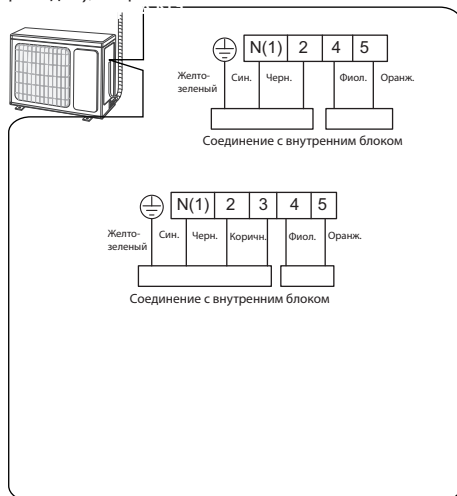 N(1) 2 4 5
Желто-
зеленый
Син. Черн. Фиол. Оранж.
Соединение с внутренним блоком
N(1) 2 3 4 5
Желто-
зеленый
Син. Черн. Коричн. Фиол. Оранж.
Соединение с внутренним блоком